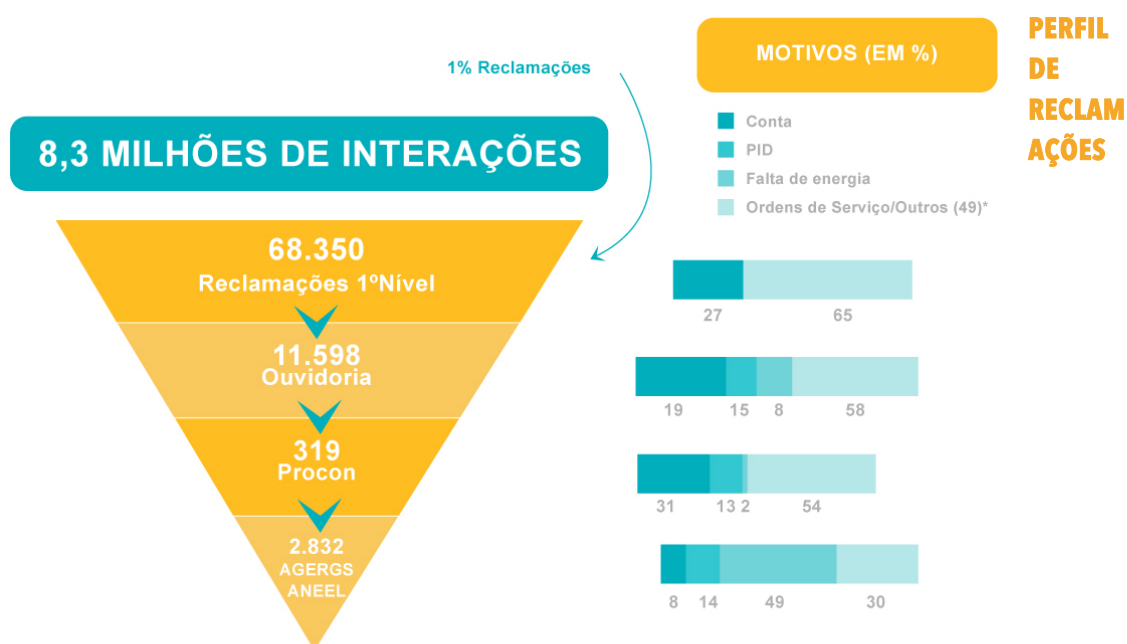 PERFIL
DE
RECLAM
AÇÕES
MOTIVOS (EM %)
1% Reclamações
8,3 MILHÕES DE INTERAÇÕES
Conta
PID
Falta de energia
Ordens de Serviço/Outros (49)*
68.350
Reclamações 1ºNível
27 65
11.598
Ouvidoria
19 15 8 58
319
Procon
31 13 2 54
2.832
AGERGS
ANEEL
8 14 49 30